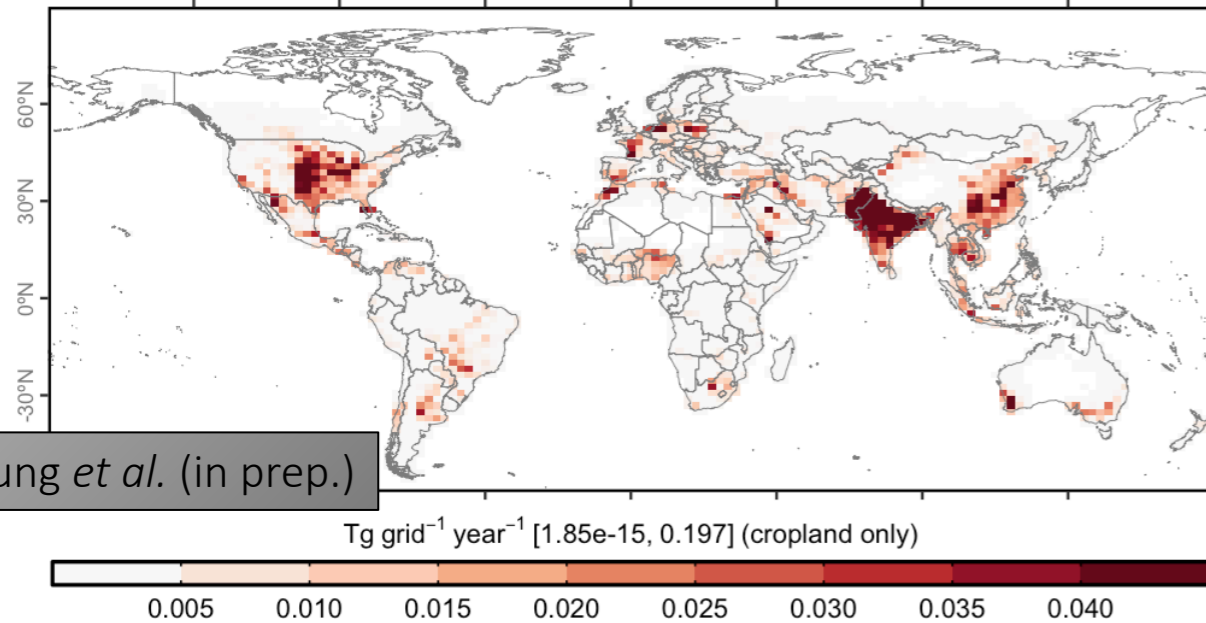 60°N
30°N
0°N
-30°N
ung et al. (in prep.)
Tg grid⁻¹ year⁻¹ [1.85e-15, 0.197] (cropland only)
0.005 0.010 0.015 0.020 0.025 0.030 0.035 0.040